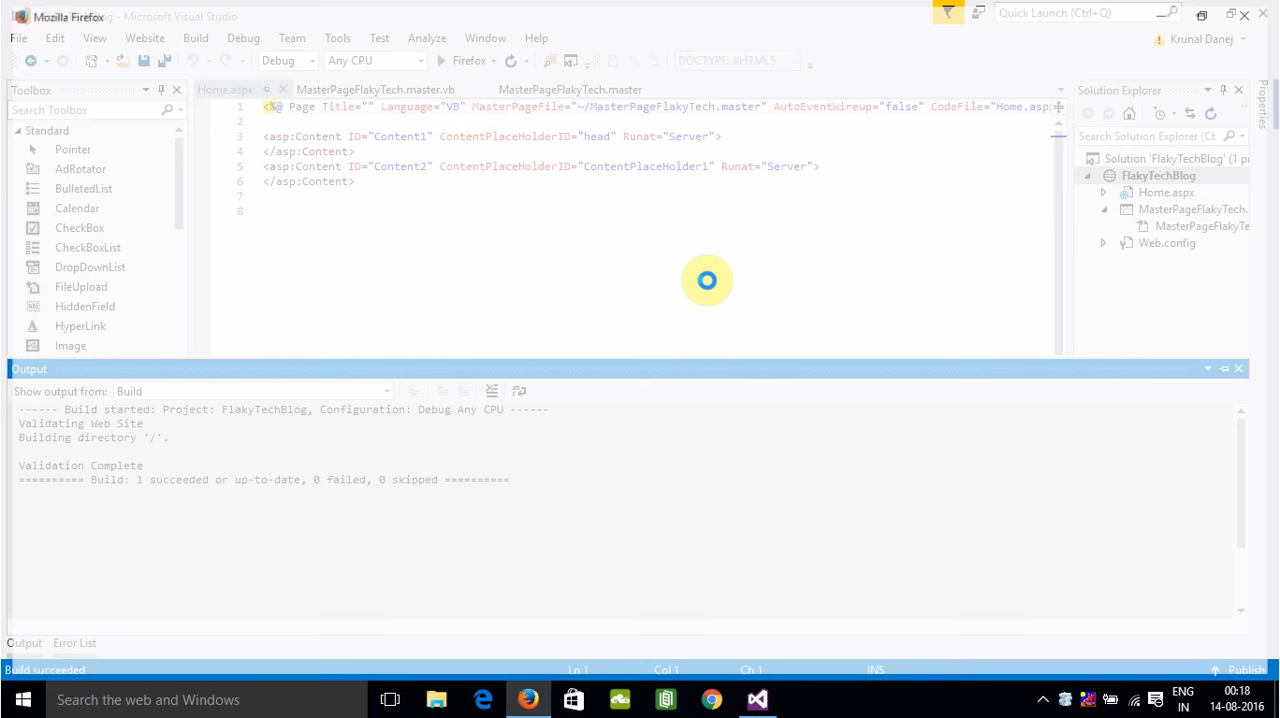 Mozilla Firefox
- Microsoft Visual Studio
Quick Launch (Ctrl+Q)
File Edit View Website Build Debug Team Tools Test Analyze Window Help
Krunal Danej
Debug Any CPU Firefox DOCTYPE: XHTML5
Toolbox
Home.aspx MasterPageFlakyTech.master.vb MasterPageFlakyTech.master
Solution Explorer
Properties
Search Toolbox
Search Solution Explorer (Ct
1 <%@ Page Title="" Language="VB" MasterPageFile="~/MasterPageFlakyTech.master" AutoEventWireup="false" CodeFile="Home.asp
2
3 <asp:Content ID="Content1" ContentPlaceHolderID="head" Runat="Server">
4 </asp:Content>
5 <asp:Content ID="Content2" ContentPlaceHolderID="ContentPlaceHolder1" Runat="Server">
6 </asp:Content>
7
8
Standard
Pointer
AdRotator
BulletedList
Calendar
CheckBox
CheckBoxList
DropDownList
FileUpload
HiddenField
HyperLink
Image
Solution 'FlakyTechBlog' (1 pr
FlakyTechBlog
Home.aspx
MasterPageFlakyTech.
MasterPageFlakyTe
Web.config
Output
Show output from: Build
------ Build started: Project: FlakyTechBlog, Configuration: Debug Any CPU ------
Validating Web Site
Building directory '/'.
Validation Complete
========== Build: 1 succeeded or up-to-date, 0 failed, 0 skipped ==========
Output Error List
Build succeeded Ln 1 Col 1 Ch 1 INS Publish
Search the web and Windows
ENG
IN
00:18
14-08-2016